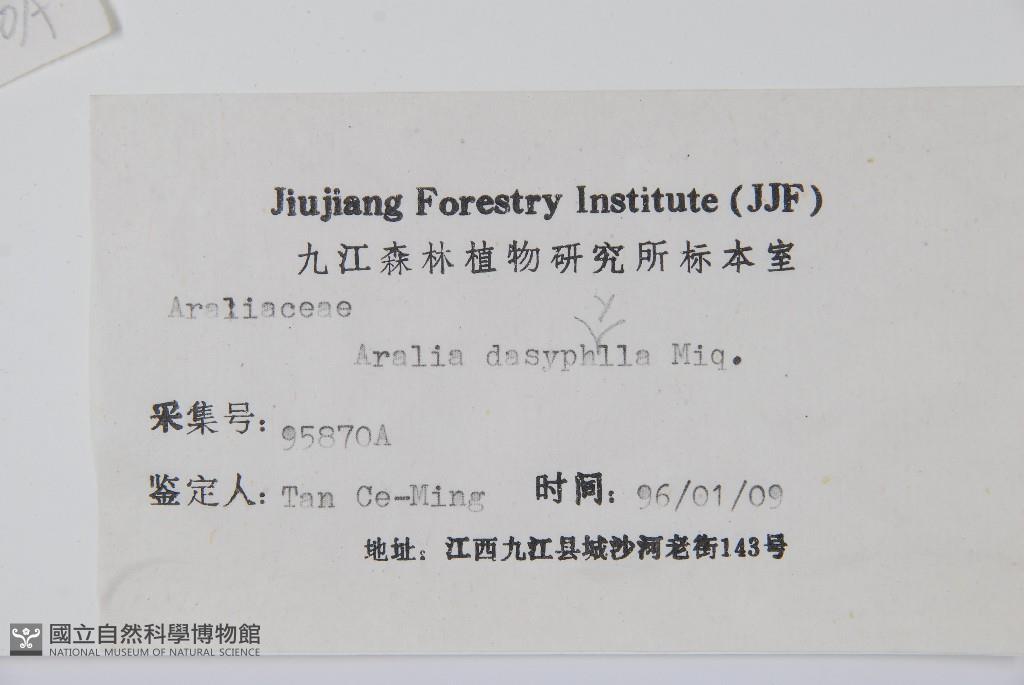 0A
Jiujiang Forestry Institute (JJF)
九江森林植物研究所标本室
Araliaceae
y
Aralia dasyphlla Miq.
采集号: 95870A
鉴定人: Tan Ce-Ming 时间: 96/01/09
地址: 江西九江县城沙河老街143号
國立自然科學博物館
NATIONAL MUSEUM OF NATURAL SCIENCE